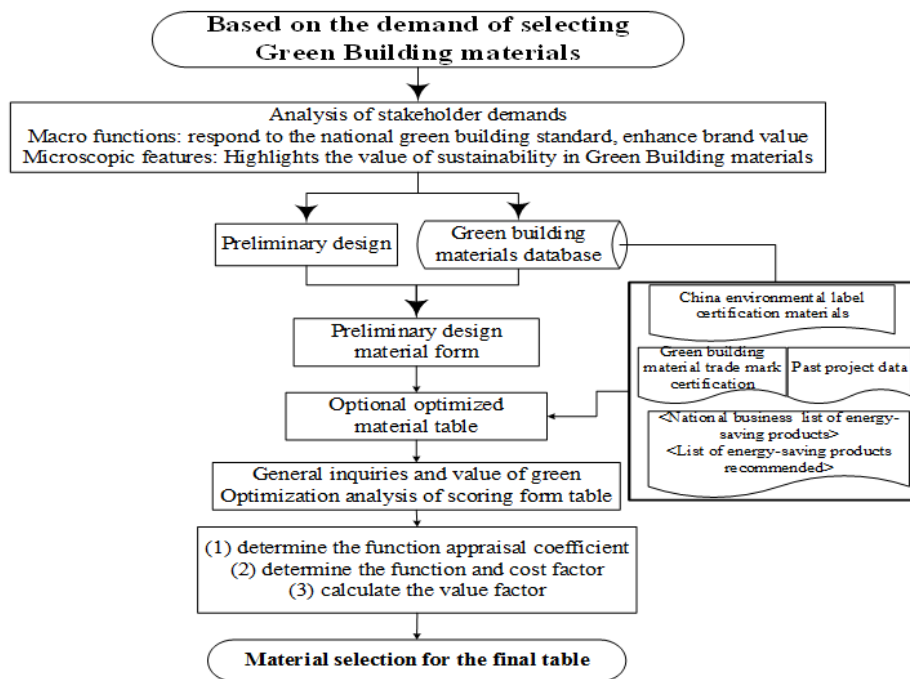 Based on the demand of selecting
Green Building materials
Analysis of stakeholder demands
Macro functions: respond to the national green building standard, enhance brand value
Microscopic features: Highlights the value of sustainability in Green Building materials
Preliminary design
Green building
materials database
China environmental label
certification materials
Preliminary design
material form
Green building
material trade mark
certification
Past project data
Optional optimized
material table
<National business list of energy-
saving products>
<List of energy-saving products
recommended>
General inquiries and value of green
Optimization analysis of scoring form table
(1) determine the function appraisal coefficient
(2) determine the function and cost factor
(3) calculate the value factor
Material selection for the final table